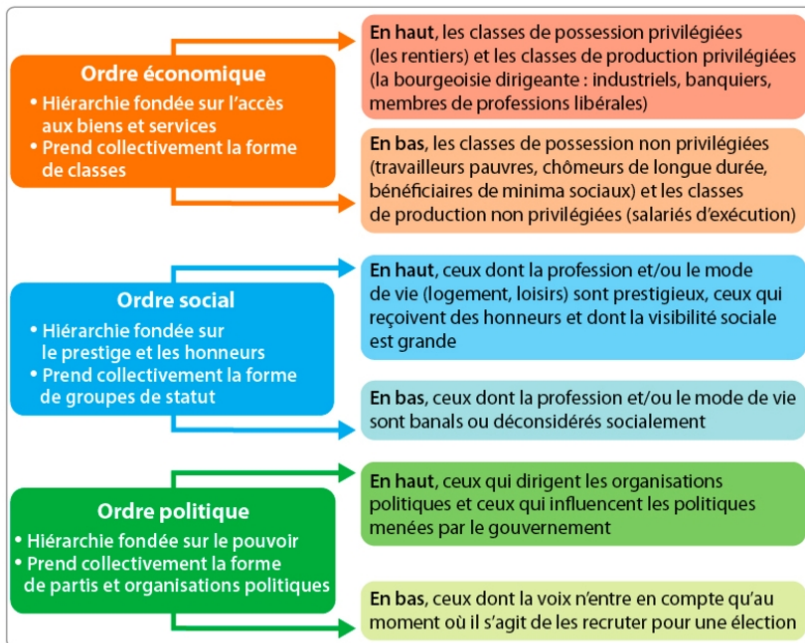 Ordre économique
• Hiérarchie fondée sur l'accès
aux biens et services
• Prend collectivement la forme
de classes
En haut, les classes de possession privilégiées
(les rentiers) et les classes de production privilégiées
(la bourgeoisie dirigeante : industriels, banquiers,
membres de professions libérales)
En bas, les classes de possession non privilégiées
(travailleurs pauvres, chômeurs de longue durée,
bénéficiaires de minima sociaux) et les classes
de production non privilégiées (salariés d'exécution)
Ordre social
• Hiérarchie fondée sur
le prestige et les honneurs
• Prend collectivement la forme
de groupes de statut
En haut, ceux dont la profession et/ou le mode
de vie (logement, loisirs) sont prestigieux, ceux qui
reçoivent des honneurs et dont la visibilité sociale
est grande
En bas, ceux dont la profession et/ou le mode de vie
sont banals ou déconsidérés socialement
Ordre politique
• Hiérarchie fondée sur le pouvoir
• Prend collectivement la forme
de partis et organisations politiques
En haut, ceux qui dirigent les organisations
politiques et ceux qui influencent les politiques
menées par le gouvernement
En bas, ceux dont la voix n'entre en compte qu'au
moment où il s'agit de les recruter pour une élection